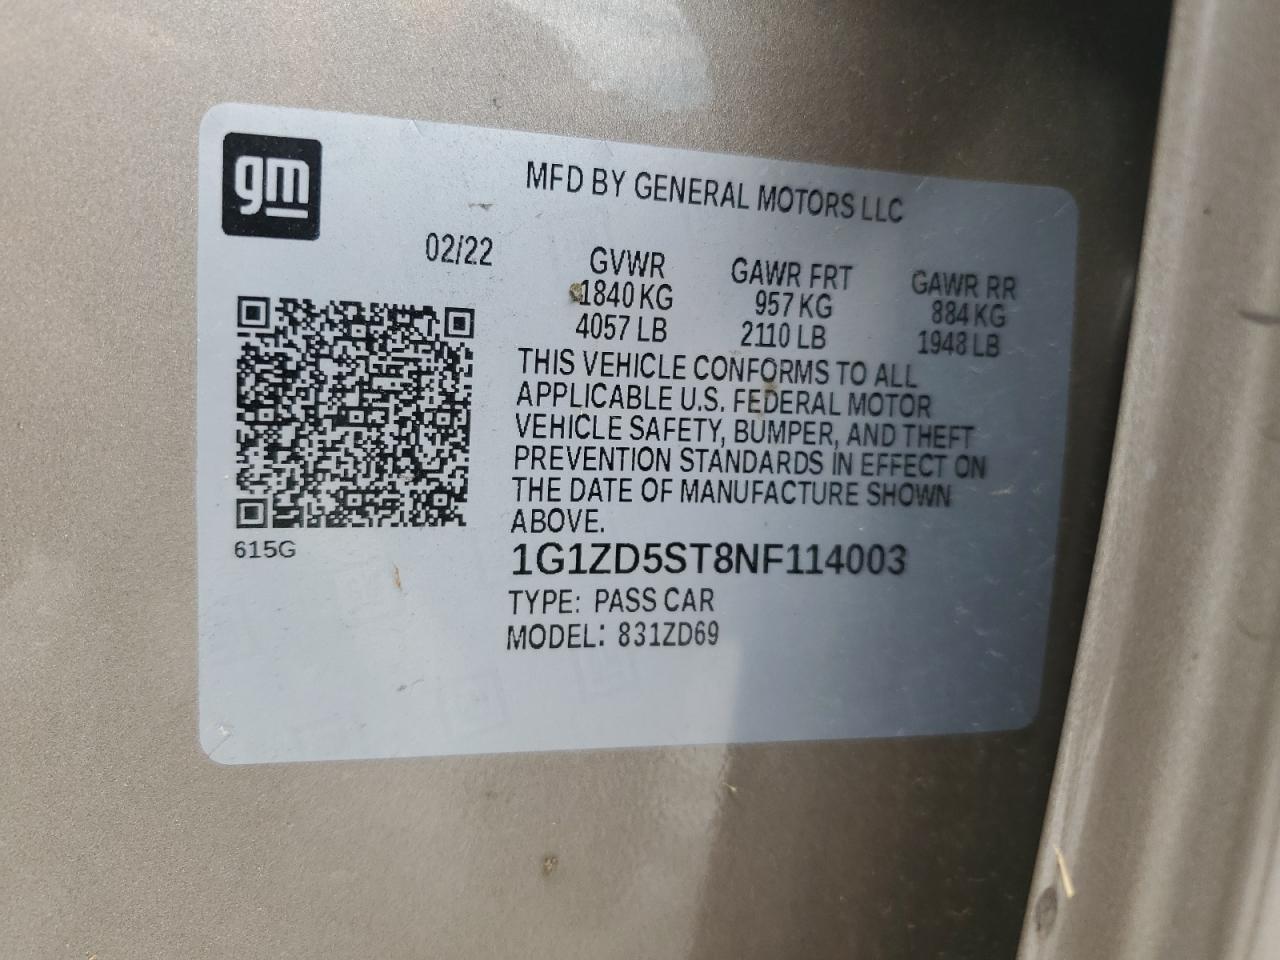 gm
MFD BY GENERAL MOTORS LLC
02/22 GVWR GAWR FRT GAWR RR
1840 KG 957 KG 884 KG
4057 LB 2110 LB 1948 LB
THIS VEHICLE CONFORMS TO ALL
APPLICABLE U.S. FEDERAL MOTOR
VEHICLE SAFETY, BUMPER, AND THEFT
PREVENTION STANDARDS IN EFFECT ON
THE DATE OF MANUFACTURE SHOWN
ABOVE.
615G
1G1ZD5ST8NF114003
TYPE: PASS CAR
MODEL: 831ZD69